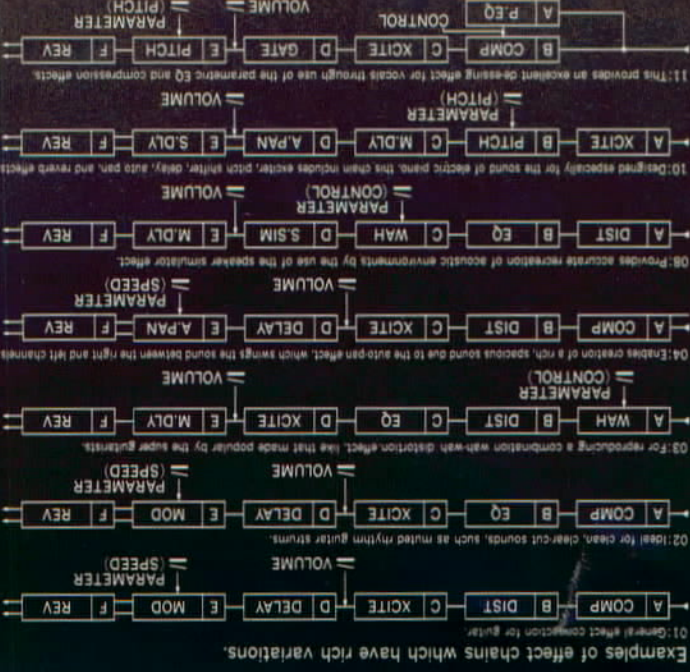 Examples of effect chains which have rich variations.
01:General effect connection for guitar.
A COMP B DIST C XCITE D DELAY E MOD F REV
VOLUME PARAMETER
(SPEED)
02:Ideal for clean, clear-cut sounds, such as muted rhythm guitar strums.
A COMP B EQ C XCITE D DELAY E MOD F REV
VOLUME PARAMETER
(SPEED)
03:For reproducing a combination wah-wah distortion effect, like that made popular by the super guitarists.
A WAH B DIST C EQ D XCITE E M.DLY F REV
PARAMETER VOLUME
(CONTROL)
04:Enables creation of a rich, spacious sound due to the auto-pan effect, which swings the sound between the right and left channels
A COMP B DIST C XCITE D DELAY E A.PAN F REV
VOLUME PARAMETER
(SPEED)
08:Provides accurate recreation of acoustic environments by the use of the speaker simulator effect.
A DIST B EQ C WAH D S.SIM E M.DLY F REV
PARAMETER VOLUME
(CONTROL)
10:Designed especially for the sound of electric piano, this chain includes exciter, pitch shifter, delay, auto pan, and reverb effects
A XCITE B PITCH C M.DLY D A.PAN E S.DLY F REV
PARAMETER VOLUME
(PITCH)
11:This provides an excellent de-essing effect for vocals through use of the parametric EQ and compression effects.
B COMP C XCITE D GATE E PITCH F REV
CONTROL VOLUME PARAMETER
(PITCH)
A P.EQ